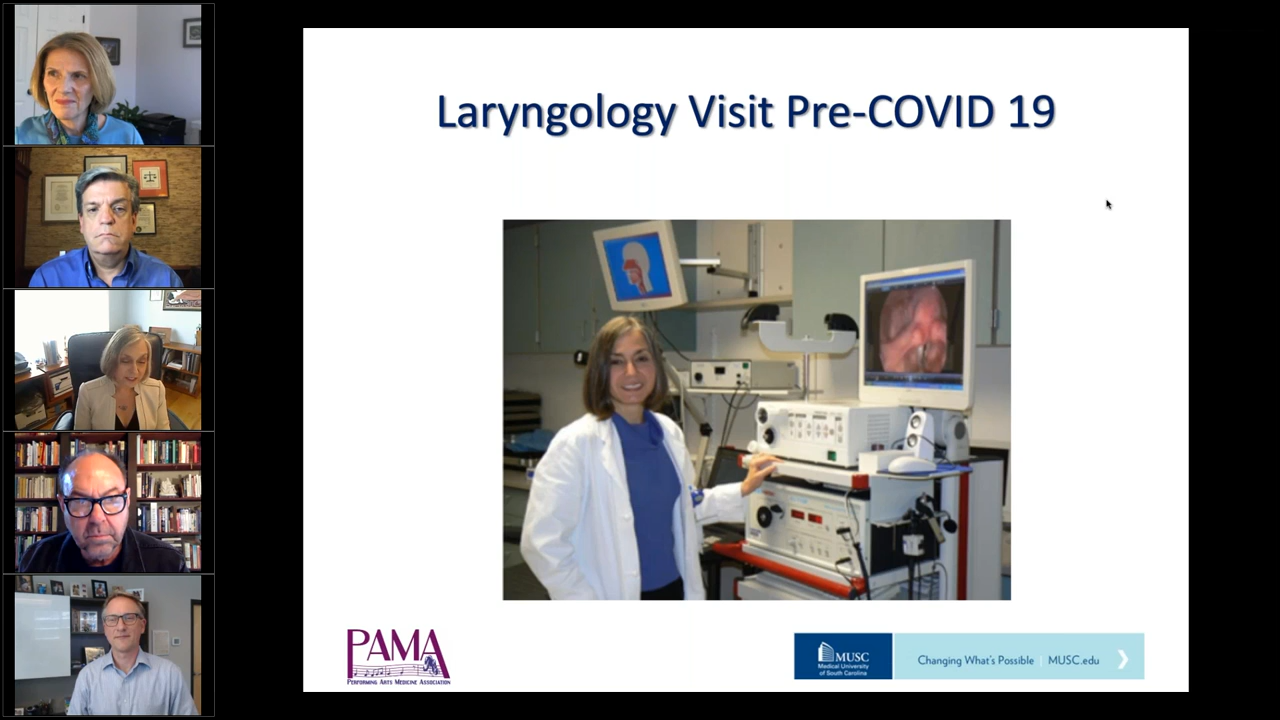 Laryngology Visit Pre-COVID 19
PAMA
PERFORMING ARTS MEDICINE ASSOCIATION
MUSC
Medical University
of South Carolina
Changing What's Possible | MUSC.edu